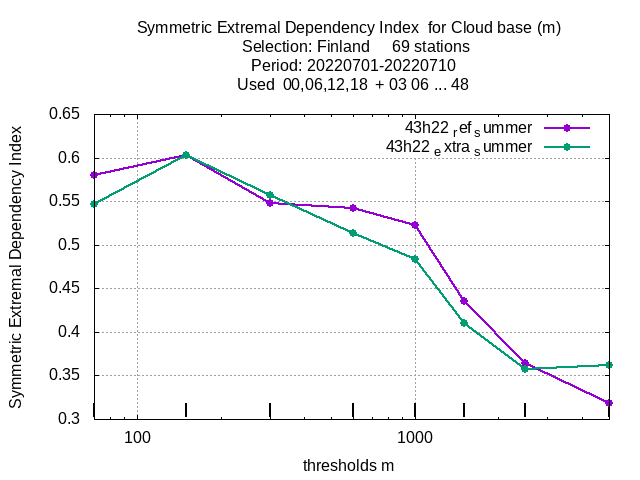 Symmetric Extremal Dependency Index  for Cloud base (m)
Selection: Finland     69 stations
Period: 20220701-20220710
Used  00,06,12,18  + 03 06 ... 48
Symmetric Extremal Dependency Index
0.65
0.6
0.55
0.5
0.45
0.4
0.35
0.3
43h22 ref summer
43h22 extra summer
100
1000
thresholds m